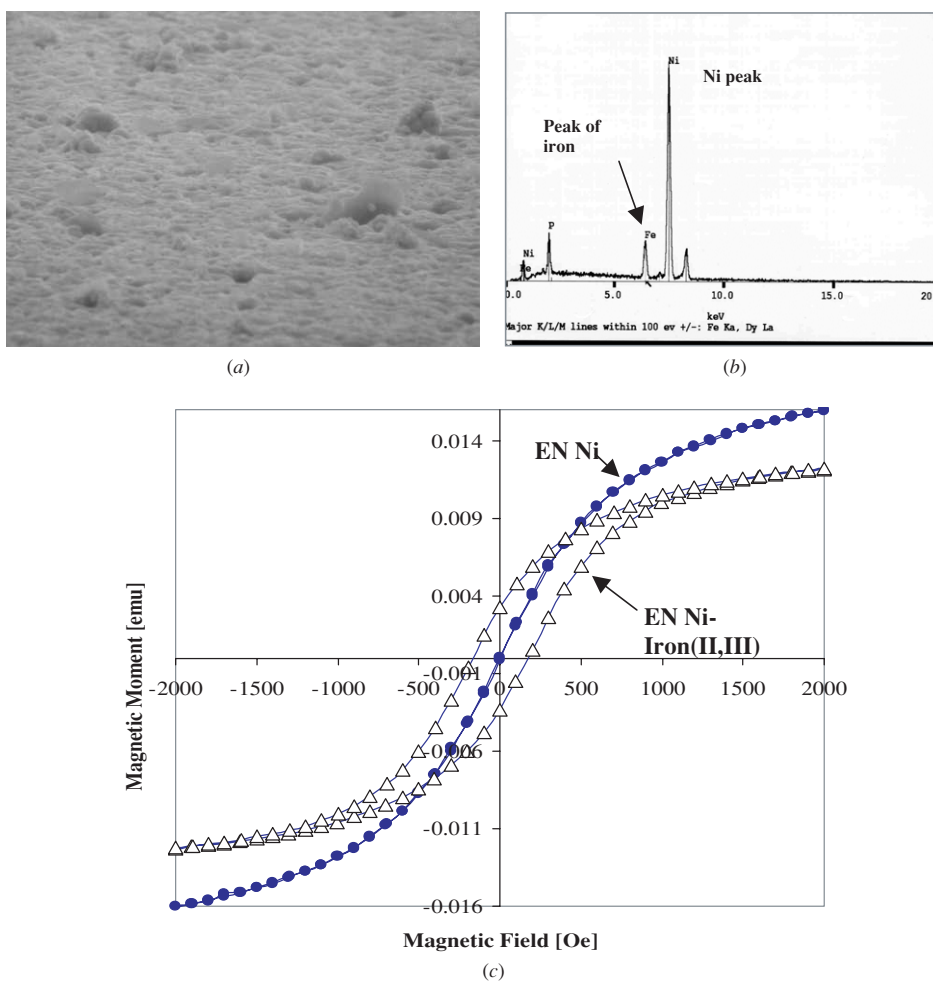 Ni
Ni peak
Peak of
iron
P
Fe
Ni
Fe
0.0 5.0 10.0 15.0 20
keV
Major K/L/M lines within 100 ev +/-: Fe Ka, Dy La
(a)
(b)
0.014
EN Ni
0.009
0.004
EN Ni-
Iron(II,III)
Magnetic Moment [emu]
-0.001
-2000 -1500 -1000 -500 0 500 1000 1500 2000
-0.006
-0.011
-0.016
Magnetic Field [Oe]
(c)